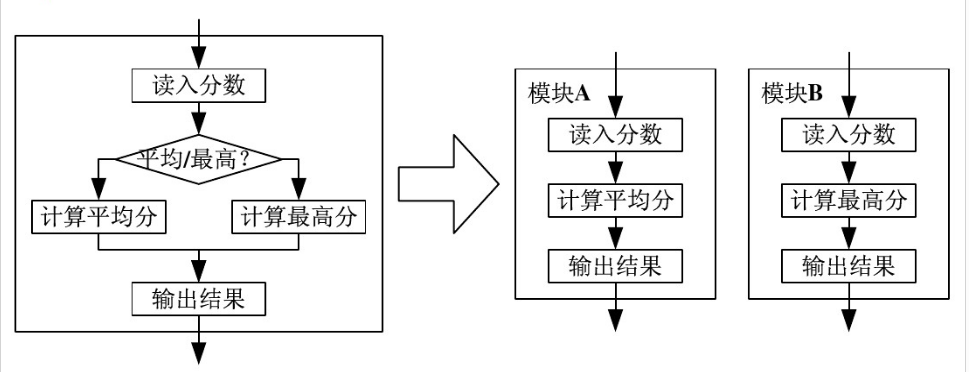 读入分数
平均/最高？
计算平均分
计算最高分
输出结果
模块A
读入分数
计算平均分
输出结果
模块B
读入分数
计算最高分
输出结果